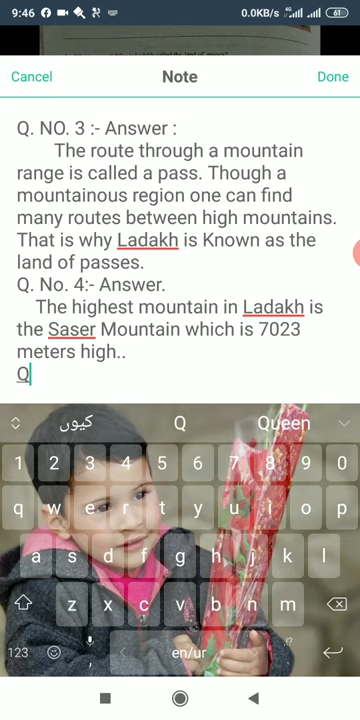 9:46 0.0KB/s 4G 61
Cancel Note Done
Q. NO. 3 :- Answer :
The route through a mountain
range is called a pass. Though a
mountainous region one can find
many routes between high mountains.
That is why Ladakh is Known as the
land of passes.
Q. No. 4:- Answer.
The highest mountain in Ladakh is
the Saser Mountain which is 7023
meters high..
Q
کیوں Q Queen
1 2 3 4 5 6 7 8 9 0
q w e r t y u i o p
a s d f g h j k l
z x c v b n m
123 , en/ur . !?